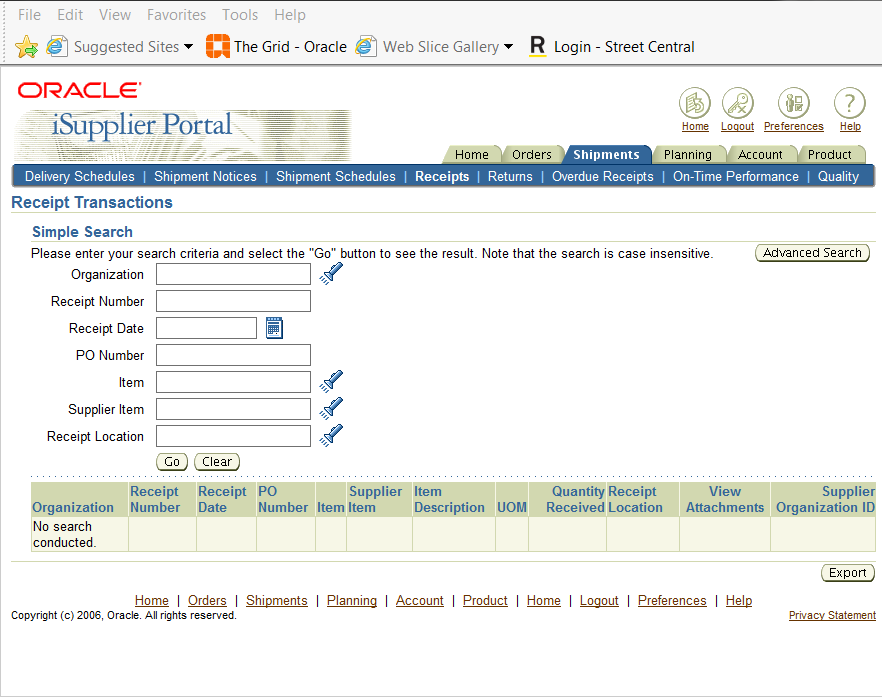 File Edit View Favorites Tools Help
Suggested Sites The Grid - Oracle Web Slice Gallery R Login - Street Central
ORACLE
iSupplier Portal
Home Logout Preferences ? Help
Home Orders Shipments Planning Account Product
Delivery Schedules | Shipment Notices | Shipment Schedules | Receipts | Returns | Overdue Receipts | On-Time Performance | Quality
Receipt Transactions
Simple Search
Please enter your search criteria and select the "Go" button to see the result. Note that the search is case insensitive. Advanced Search
Organization
Receipt Number
Receipt Date
PO Number
Item
Supplier Item
Receipt Location
Go Clear
Receipt PO Supplier Item Quantity Receipt View Supplier
Organization Number Receipt Date Number Item Item Description UOM Received Location Attachments Organization ID
No search
conducted.
Export
Home | Orders | Shipments | Planning | Account | Product | Home | Logout | Preferences | Help
Copyright (c) 2006, Oracle. All rights reserved. Privacy Statement